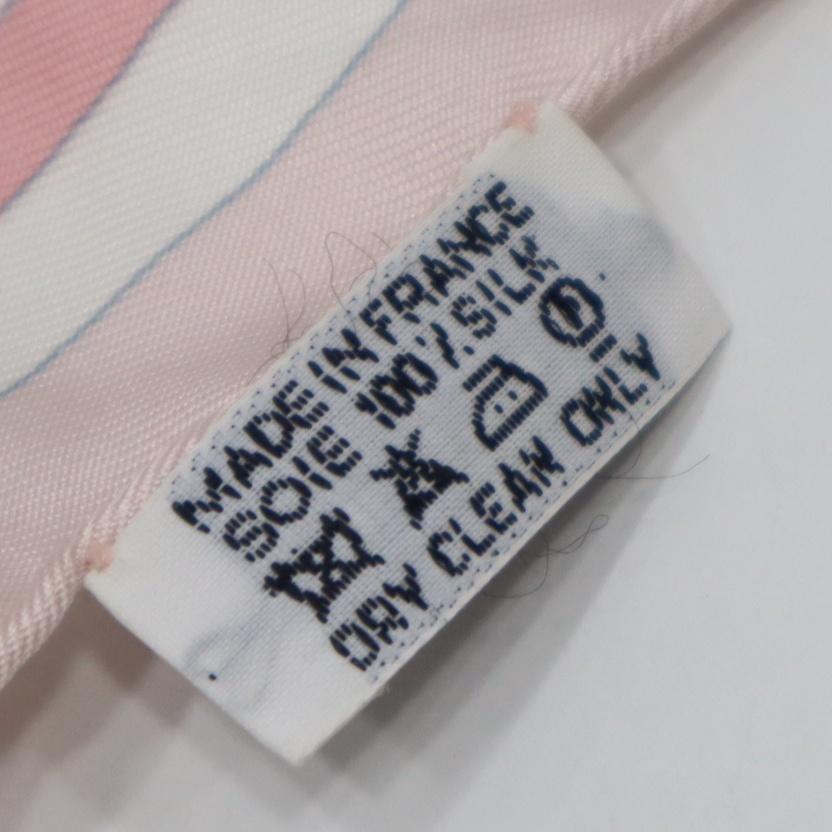 MADE IN FRANCE
SOIE 100% SILK
P
DRY CLEAN ONLY